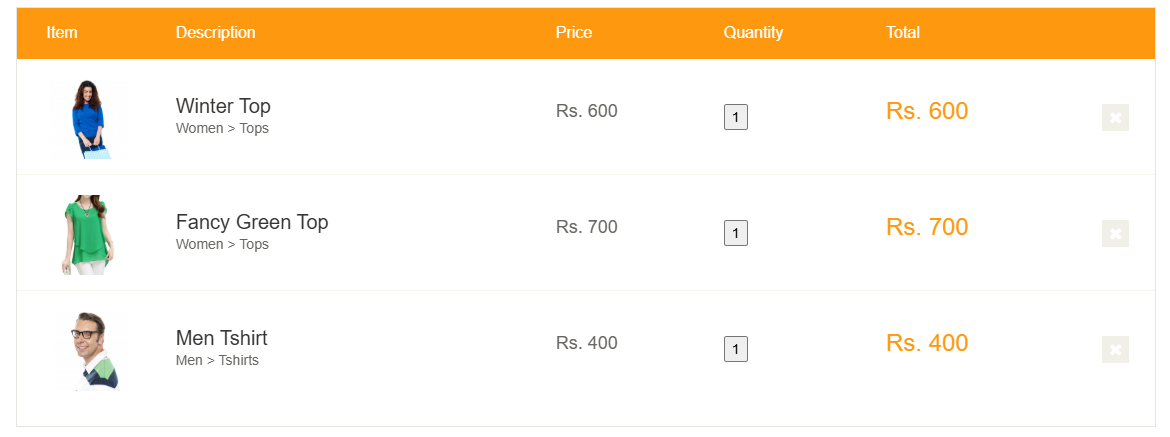 Item Description Price Quantity Total
Winter Top
Women > Tops
Rs. 600
1
Rs. 600
Fancy Green Top
Women > Tops
Rs. 700
1
Rs. 700
Men Tshirt
Men > Tshirts
Rs. 400
1
Rs. 400